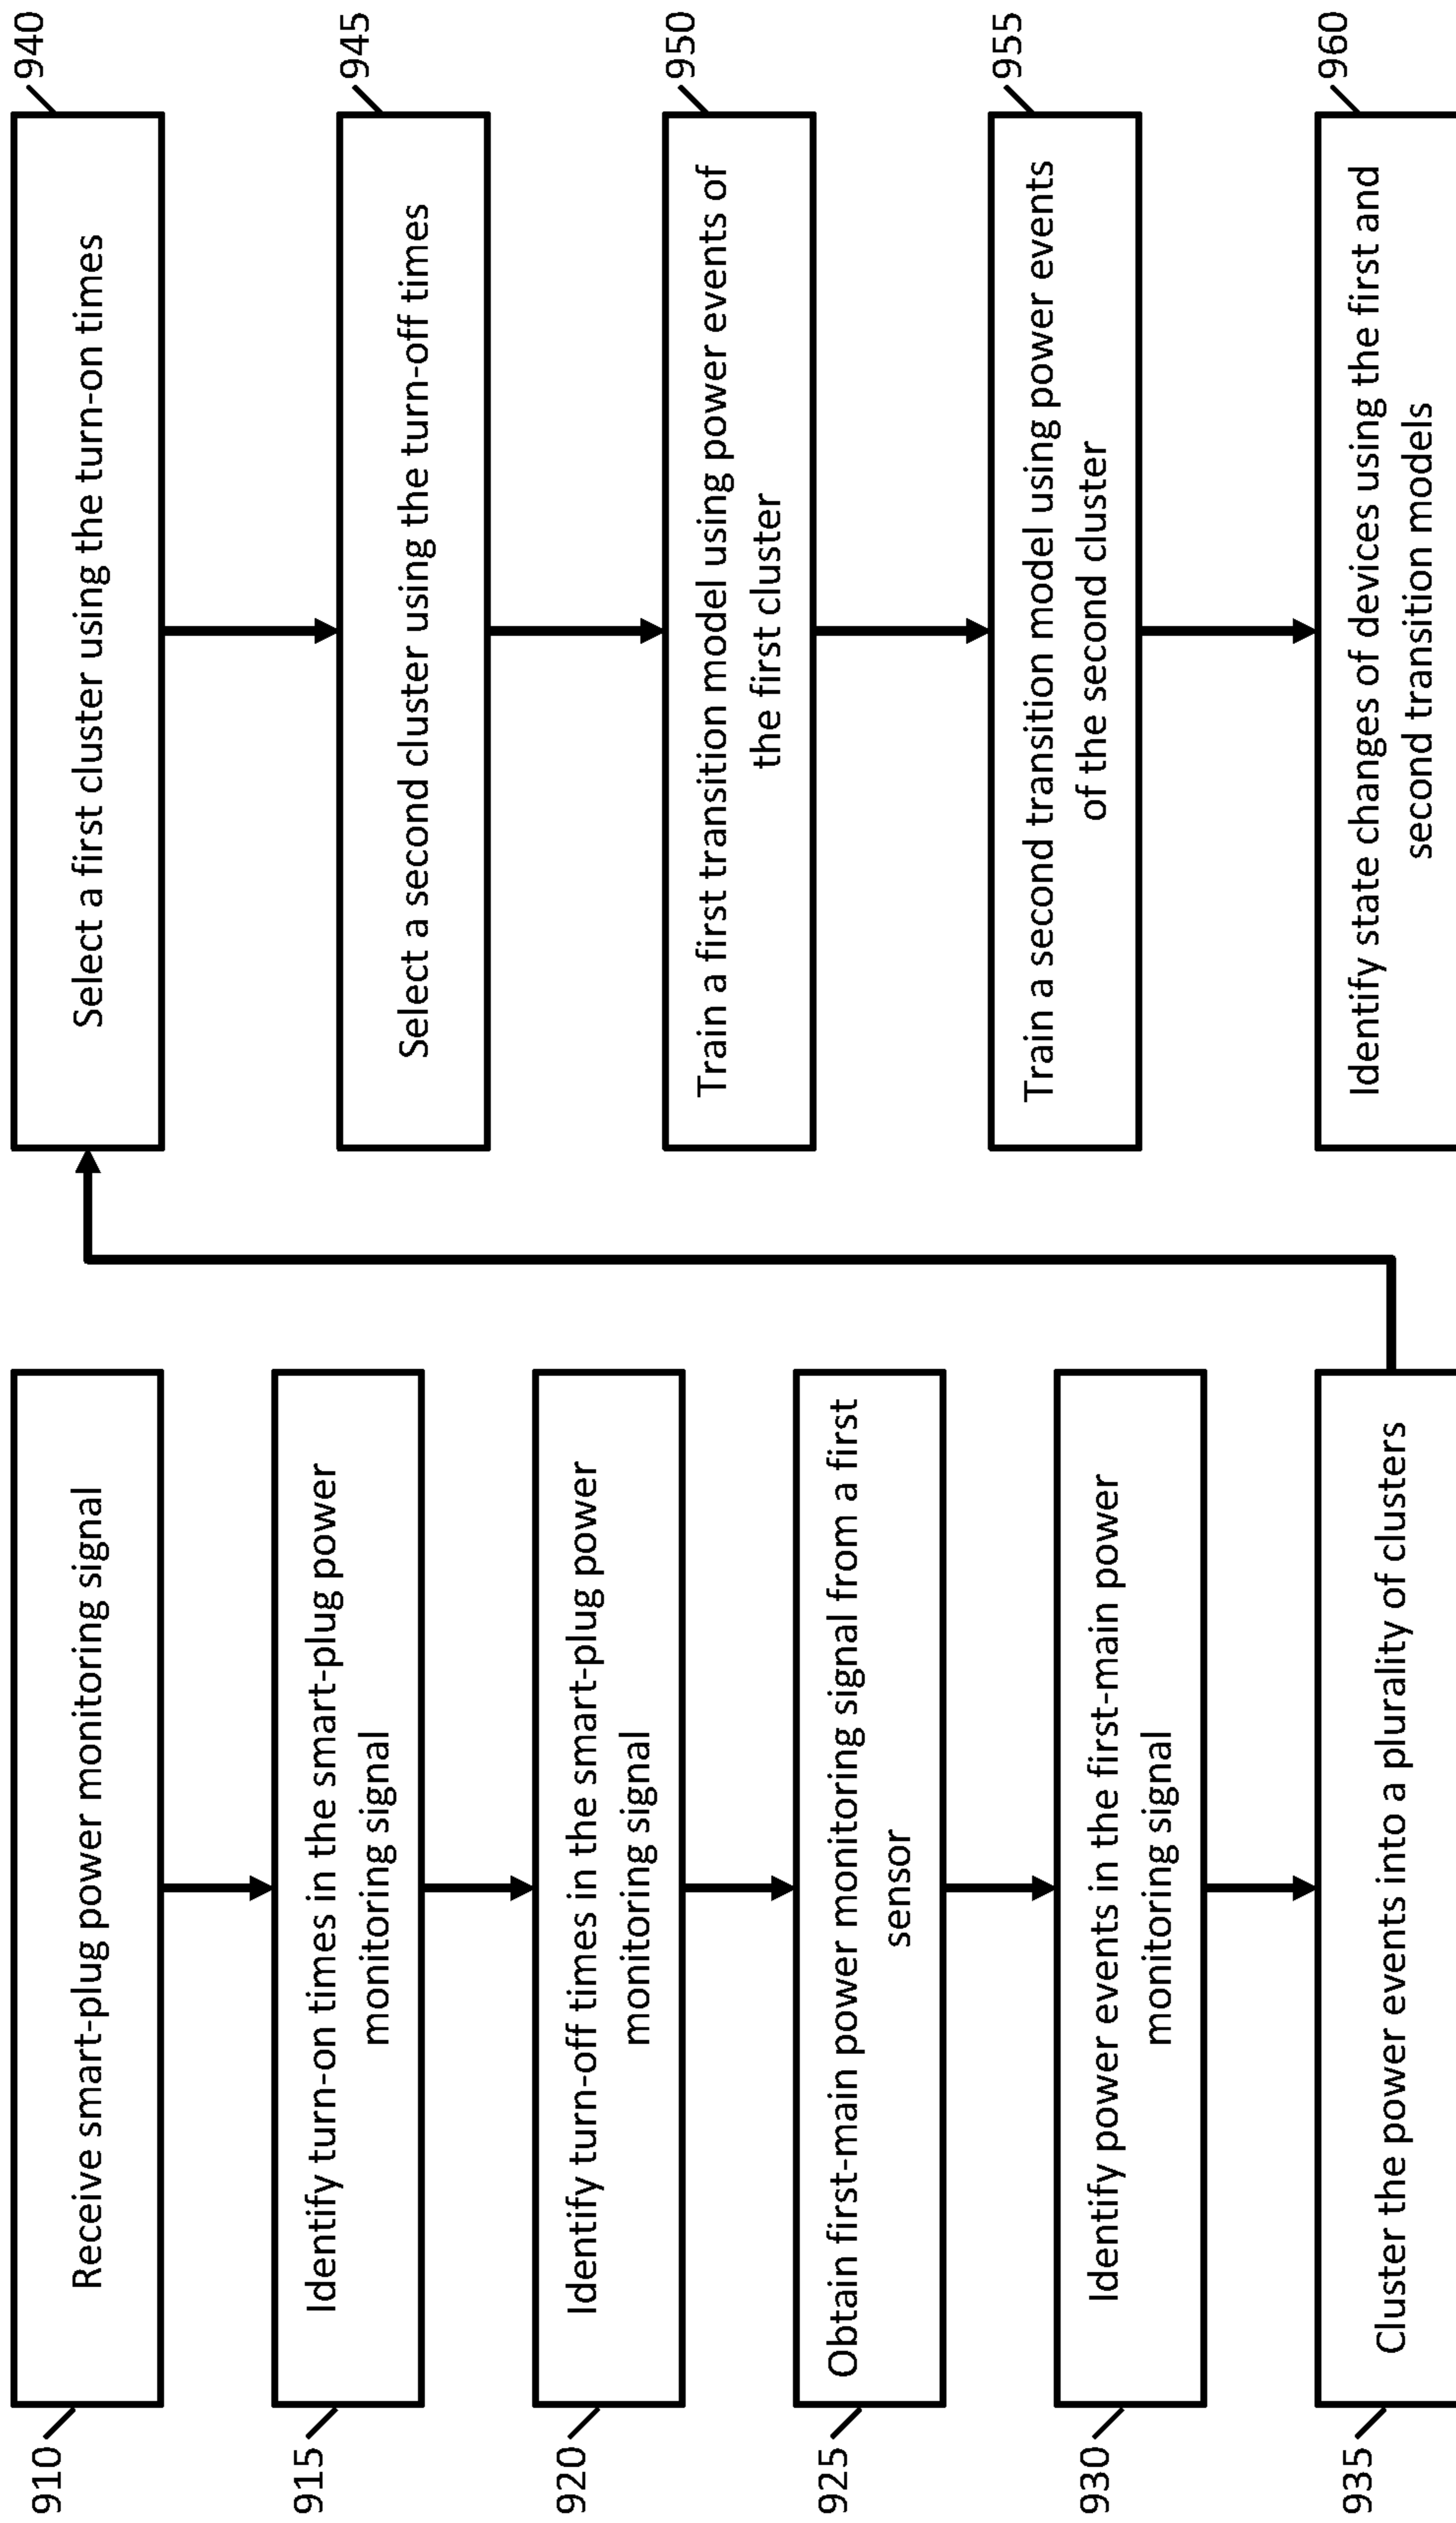 910
Receive smart-plug power monitoring signal
915
Identify turn-on times in the smart-plug power
monitoring signal
920
Identify turn-off times in the smart-plug power
monitoring signal
925
Obtain first-main power monitoring signal from a first
sensor
930
Identify power events in the first-main power
monitoring signal
935
Cluster the power events into a plurality of clusters
940
Select a first cluster using the turn-on times
945
Select a second cluster using the turn-off times
950
Train a first transition model using power events of
the first cluster
955
Train a second transition model using power events
of the second cluster
960
Identify state changes of devices using the first and
second transition models